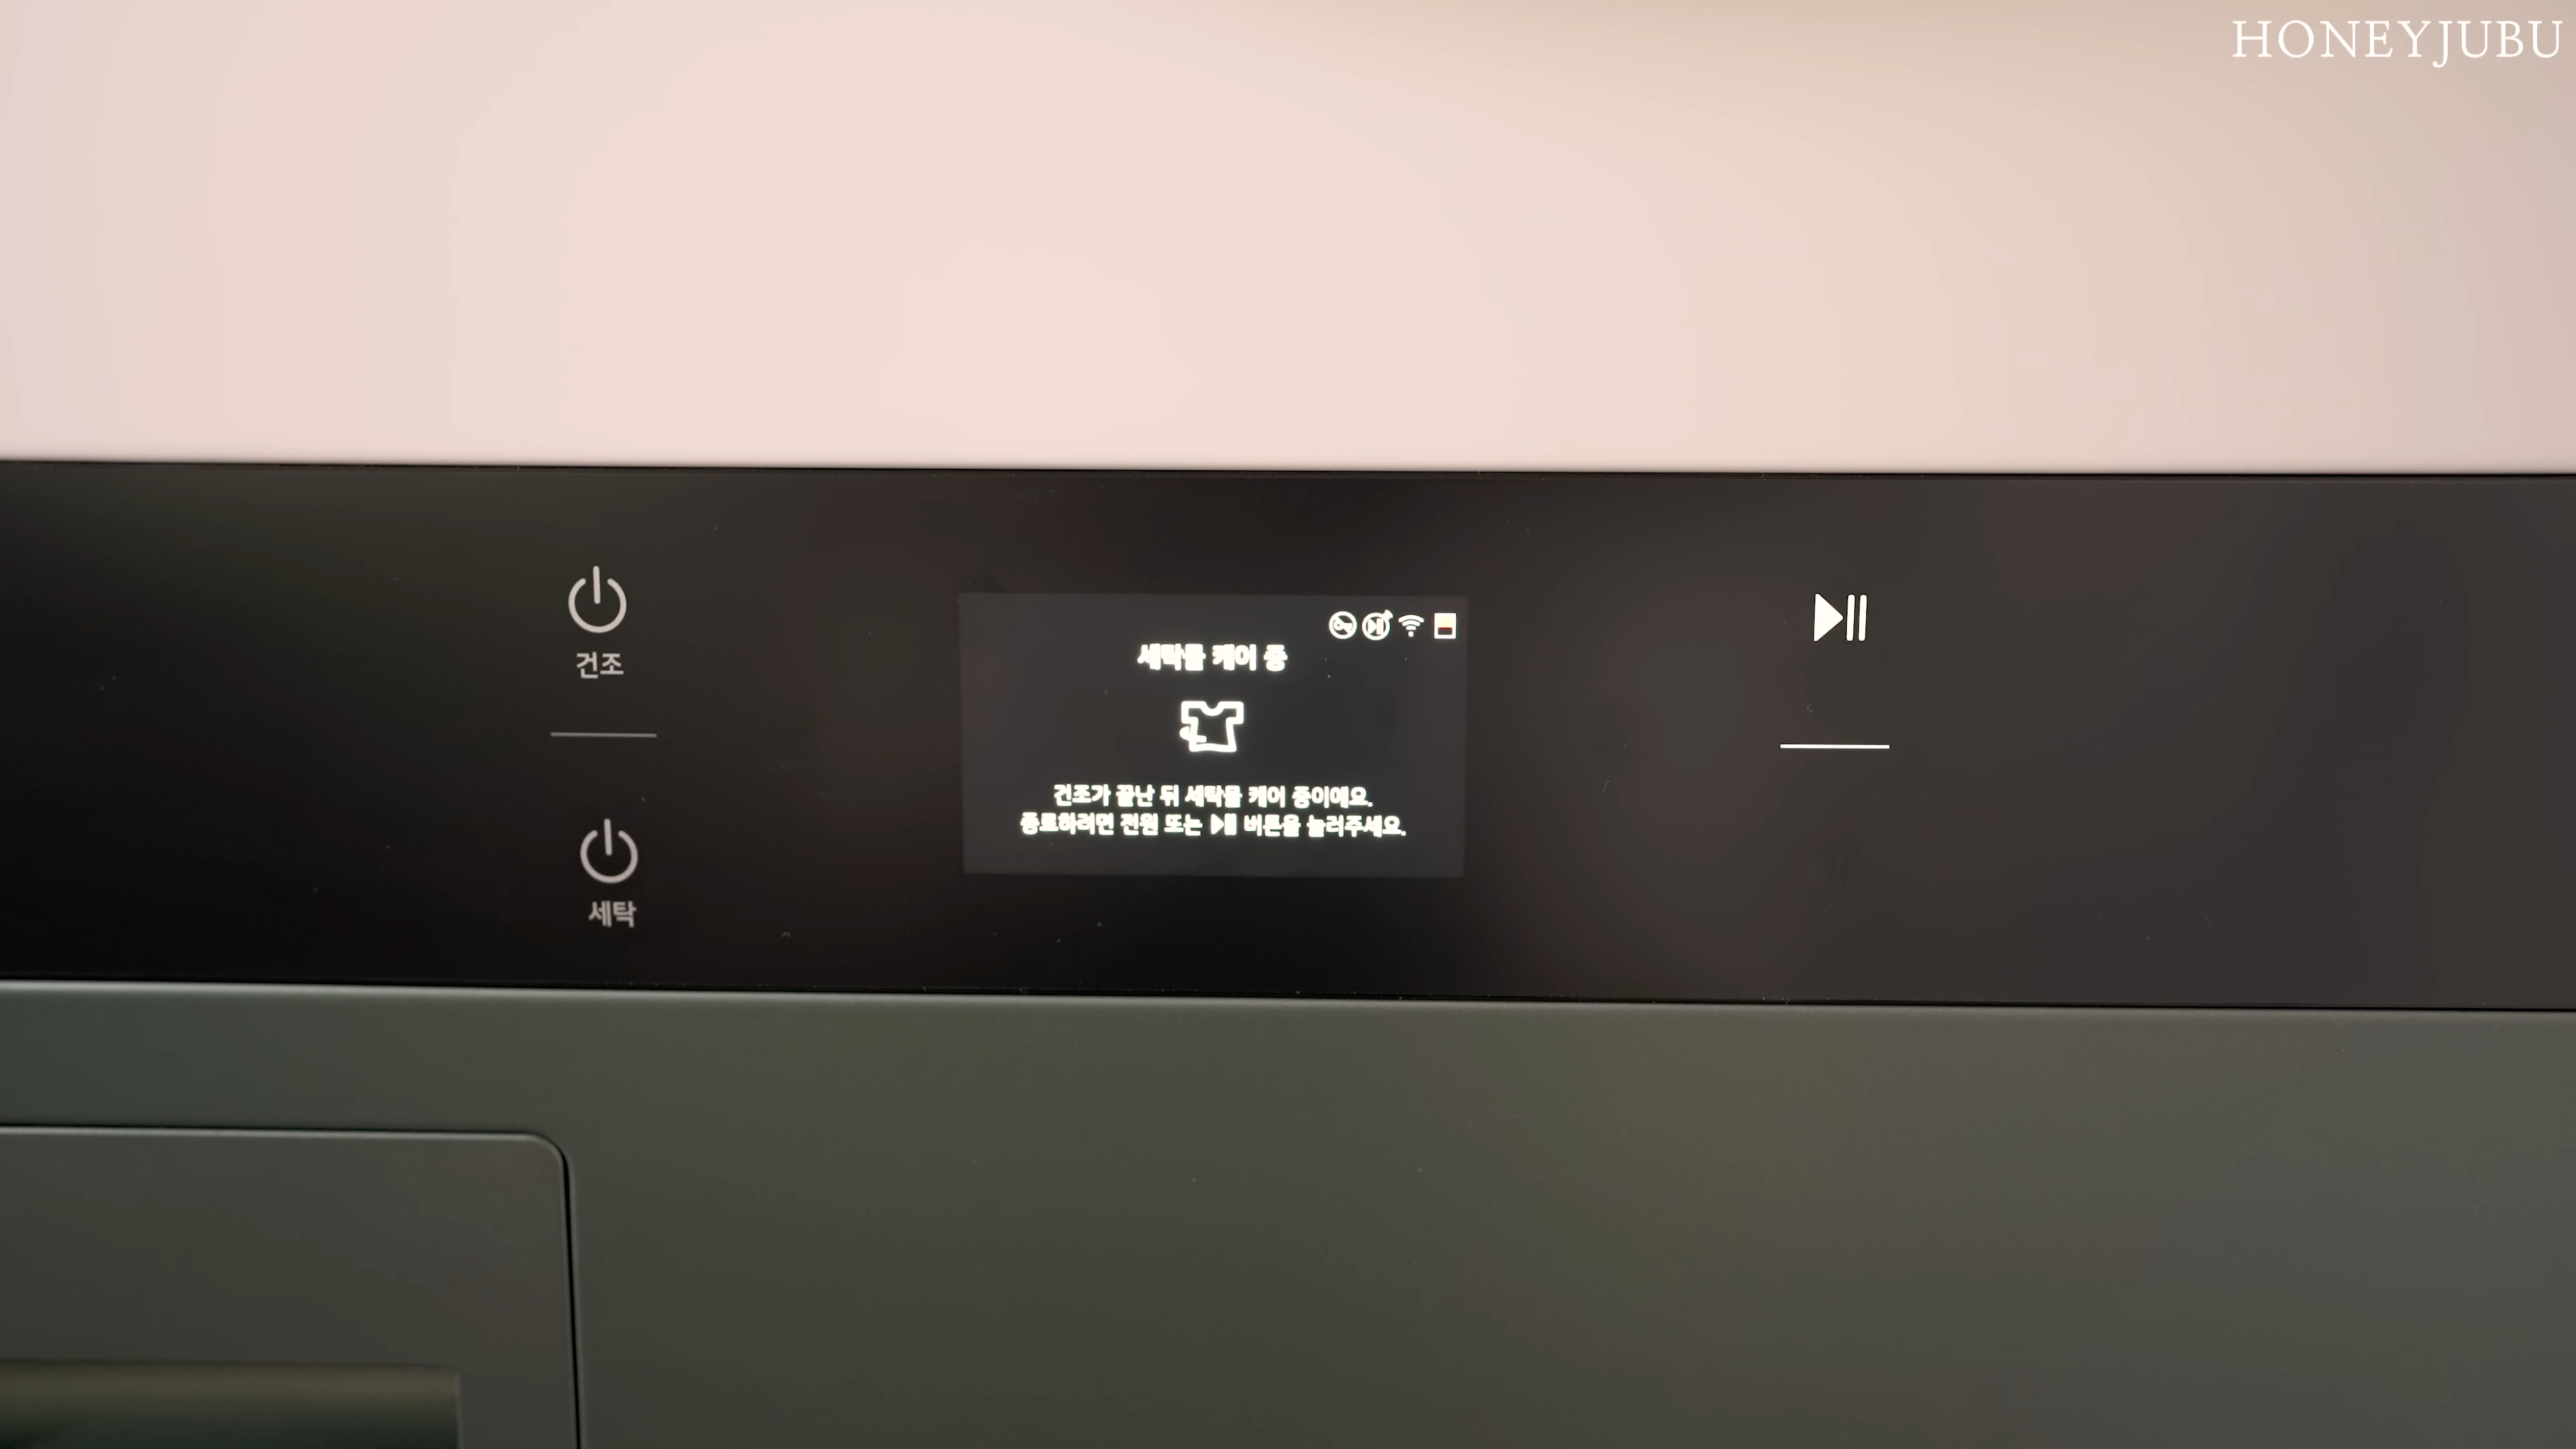 HONEYJUBU
건조
세탁물 케어 중
건조가 끝난 뒤 세탁물 케어 중이에요.
종료하려면 전원 또는 버튼을 눌러주세요.
세탁